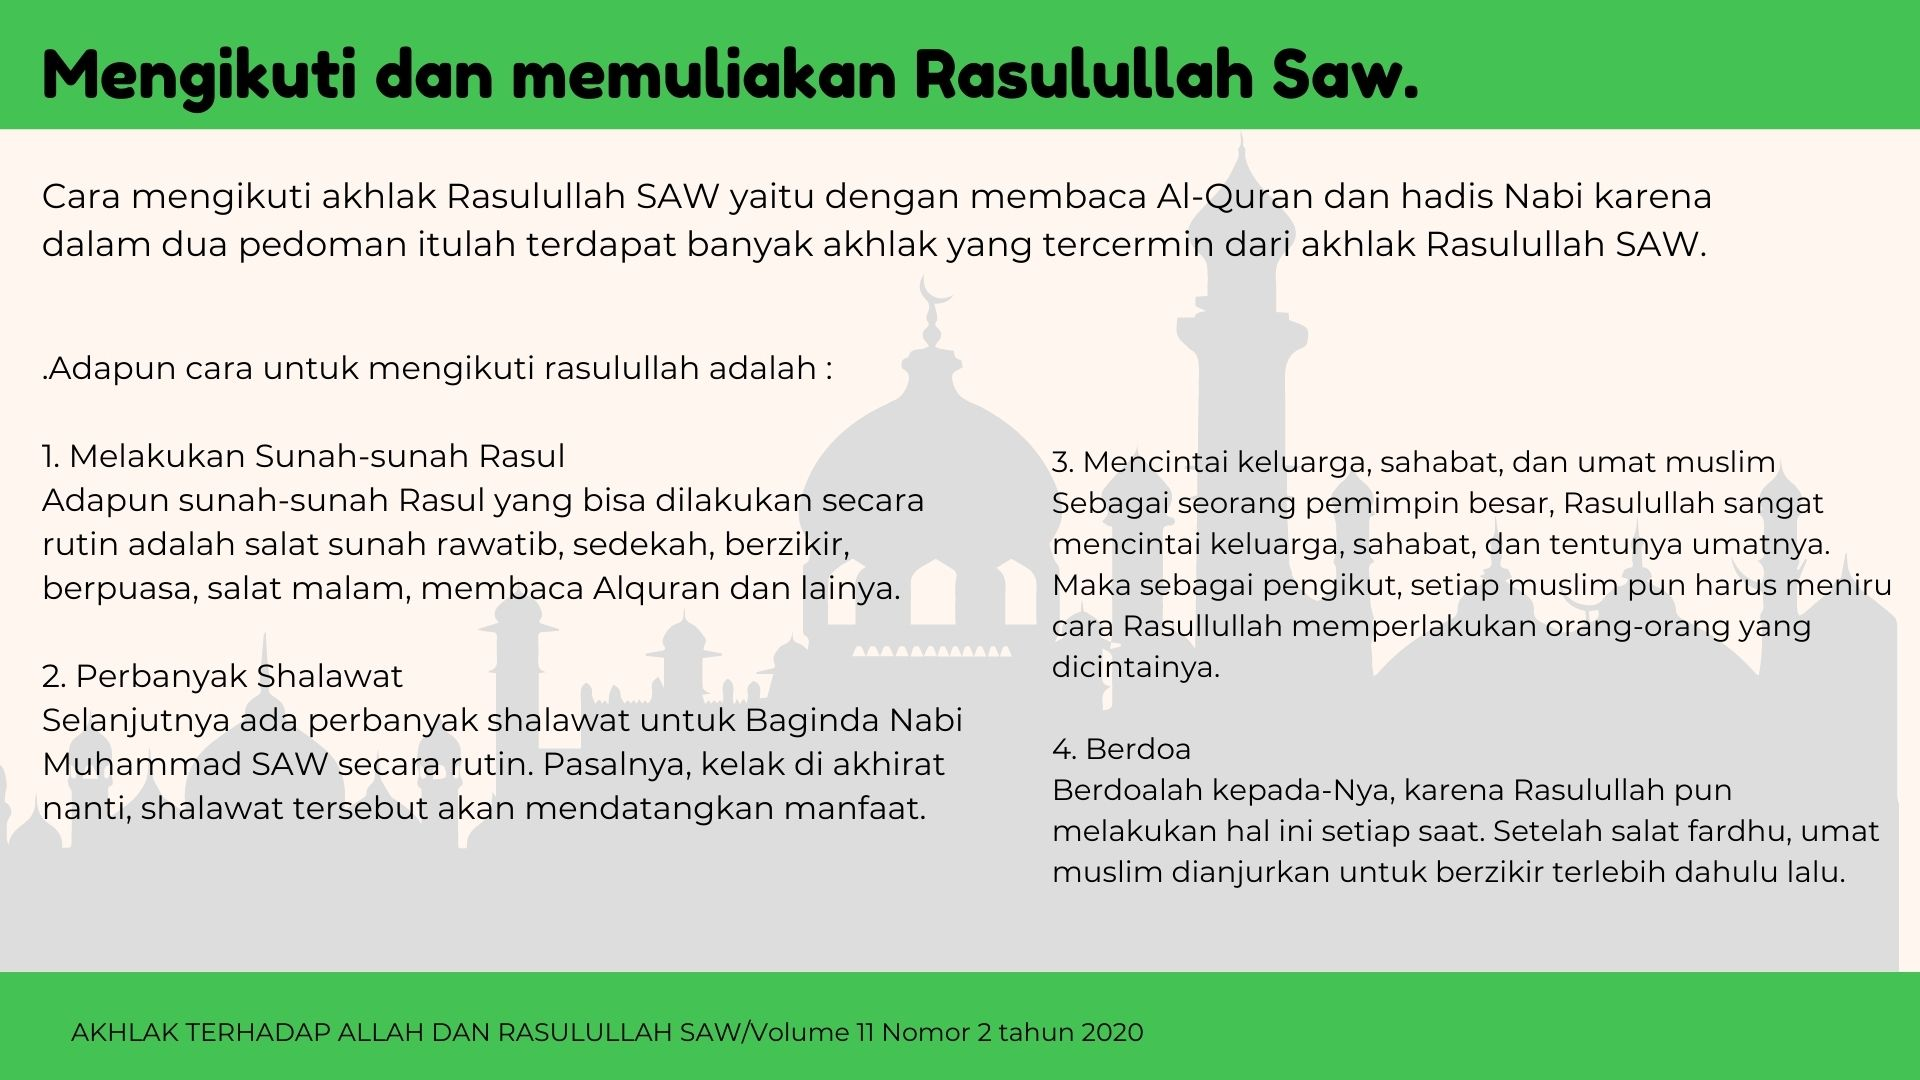 Mengikuti dan memuliakan Rasulullah Saw.
Cara mengikuti akhlak Rasulullah SAW yaitu dengan membaca Al-Quran dan hadis Nabi karena
dalam dua pedoman itulah terdapat banyak akhlak yang tercermin dari akhlak Rasulullah SAW.
.Adapun cara untuk mengikuti rasulullah adalah :
1. Melakukan Sunah-sunah Rasul
Adapun sunah-sunah Rasul yang bisa dilakukan secara
rutin adalah salat sunah rawatib, sedekah, berzikir,
berpuasa, salat malam, membaca Alquran dan lainya.
2. Perbanyak Shalawat
Selanjutnya ada perbanyak shalawat untuk Baginda Nabi
Muhammad SAW secara rutin. Pasalnya, kelak di akhirat
nanti, shalawat tersebut akan mendatangkan manfaat.
3. Mencintai keluarga, sahabat, dan umat muslim
Sebagai seorang pemimpin besar, Rasulullah sangat
mencintai keluarga, sahabat, dan tentunya umatnya.
Maka sebagai pengikut, setiap muslim pun harus meniru
cara Rasullullah memperlakukan orang-orang yang
dicintainya.
4. Berdoa
Berdoalah kepada-Nya, karena Rasulullah pun
melakukan hal ini setiap saat. Setelah salat fardhu, umat
muslim dianjurkan untuk berzikir terlebih dahulu lalu.
AKHLAK TERHADAP ALLAH DAN RASULULLAH SAW/Volume 11 Nomor 2 tahun 2020